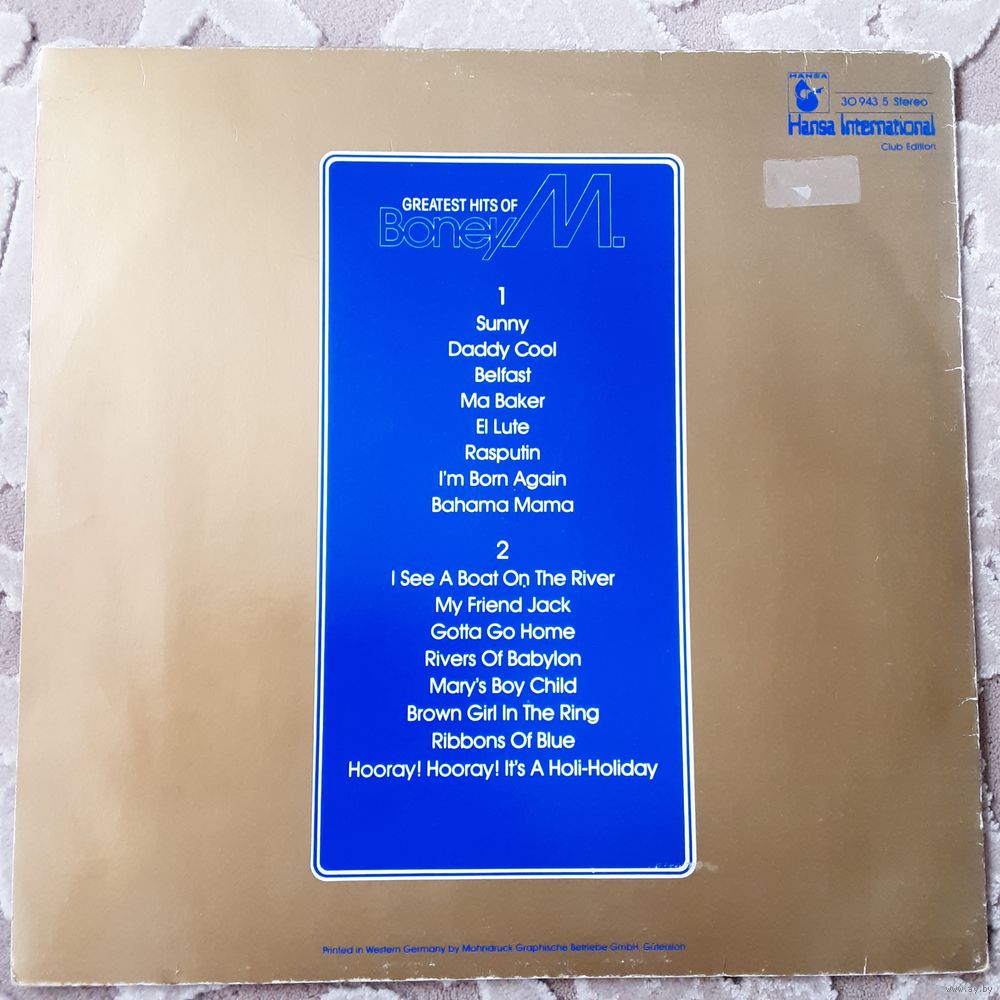 HANSA
30 943 5 Stereo
Hansa International
Club Edition
GREATEST HITS OF
Boney M.
1
Sunny
Daddy Cool
Belfast
Ma Baker
El Lute
Rasputin
I'm Born Again
Bahama Mama
2
I See A Boat On The River
My Friend Jack
Gotta Go Home
Rivers Of Babylon
Mary's Boy Child
Brown Girl In The Ring
Ribbons Of Blue
Hooray! Hooray! It's A Holi-Holiday
Printed in Western Germany by Mohndruck Graphische Betriebe GmbH, Gütersloh
www.ay.by